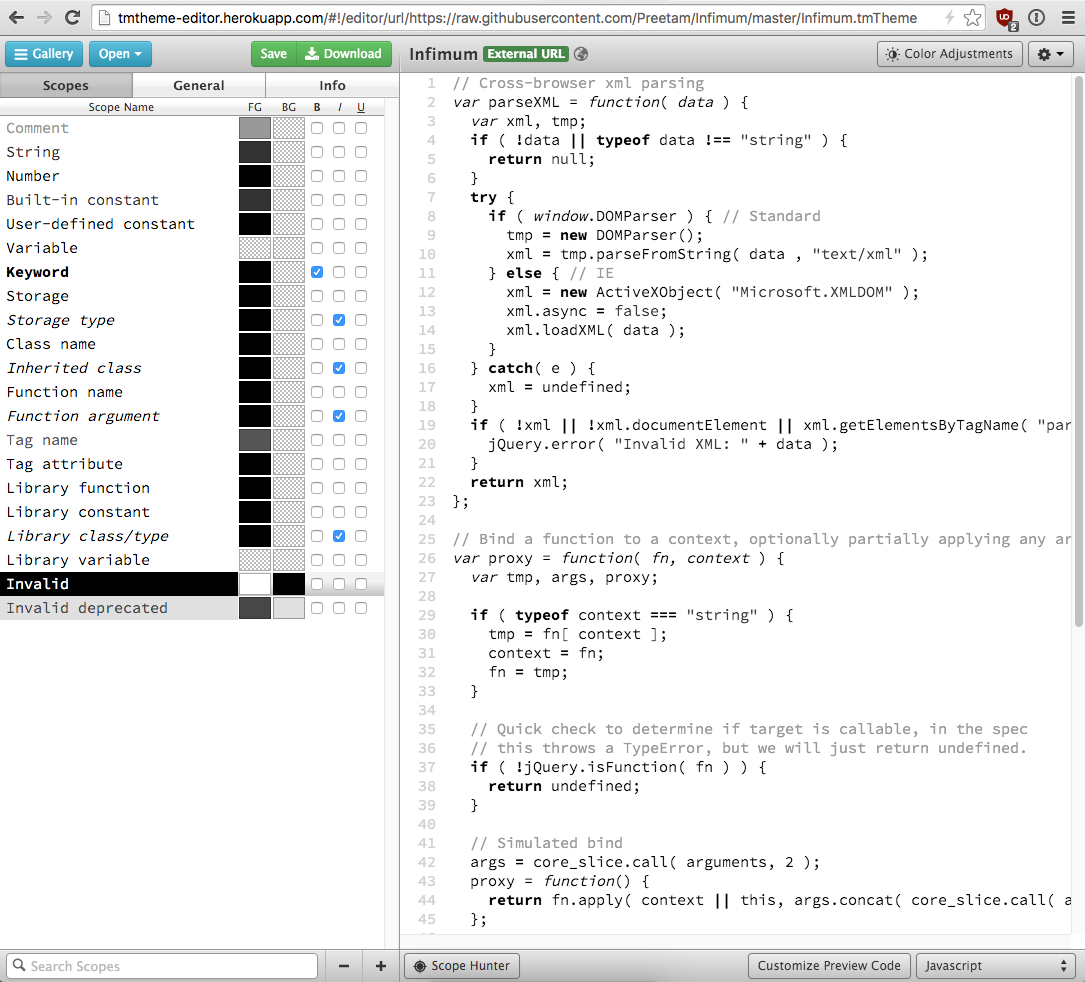 tmtheme-editor.herokuapp.com/#!/editor/url/https://raw.githubusercontent.com/Preetam/Infimum/master/Infimum.tmTheme
2
Gallery Open Save Download Infimum External URL Color Adjustments
Scopes General Info
Scope Name FG BG B I U
Comment
String
Number
Built-in constant
User-defined constant
Variable
Keyword
Storage
Storage type
Class name
Inherited class
Function name
Function argument
Tag name
Tag attribute
Library function
Library constant
Library class/type
Library variable
Invalid
Invalid deprecated
1 // Cross-browser xml parsing
2 var parseXML = function( data ) {
3 var xml, tmp;
4 if ( !data || typeof data !== "string" ) {
5 return null;
6 }
7 try {
8 if ( window.DOMParser ) { // Standard
9 tmp = new DOMParser();
10 xml = tmp.parseFromString( data , "text/xml" );
11 } else { // IE
12 xml = new ActiveXObject( "Microsoft.XMLDOM" );
13 xml.async = false;
14 xml.loadXML( data );
15 }
16 } catch( e ) {
17 xml = undefined;
18 }
19 if ( !xml || !xml.documentElement || xml.getElementsByTagName( "par
20 jQuery.error( "Invalid XML: " + data );
21 }
22 return xml;
23 };
24
25 // Bind a function to a context, optionally partially applying any ar
26 var proxy = function( fn, context ) {
27 var tmp, args, proxy;
28
29 if ( typeof context === "string" ) {
30 tmp = fn[ context ];
31 context = fn;
32 fn = tmp;
33 }
34
35 // Quick check to determine if target is callable, in the spec
36 // this throws a TypeError, but we will just return undefined.
37 if ( !jQuery.isFunction( fn ) ) {
38 return undefined;
39 }
40
41 // Simulated bind
42 args = core_slice.call( arguments, 2 );
43 proxy = function() {
44 return fn.apply( context || this, args.concat( core_slice.call( a
45 };
Search Scopes − + Scope Hunter Customize Preview Code Javascript